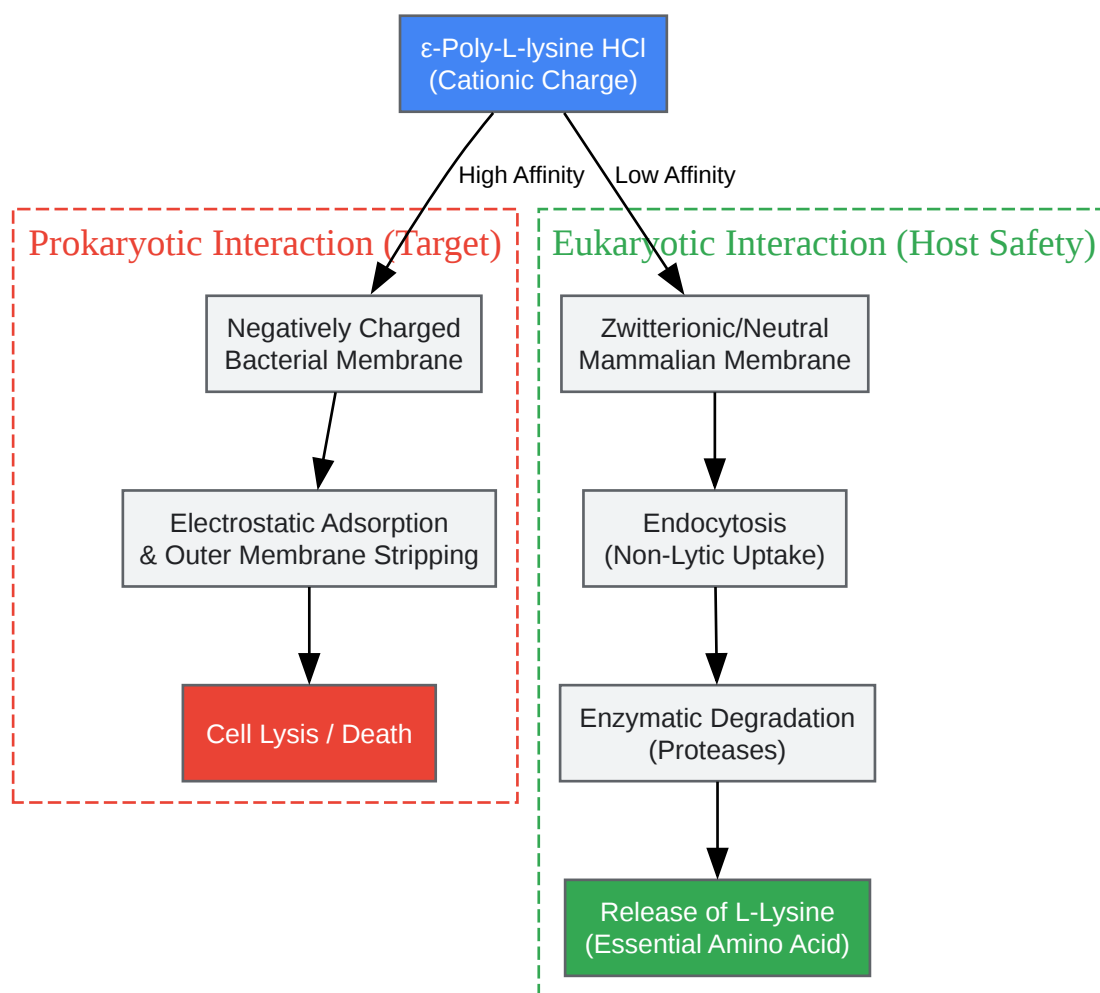 ε-Poly-L-lysine HCl
(Cationic Charge)
High Affinity
Low Affinity
Prokaryotic Interaction (Target)
Negatively Charged
Bacterial Membrane
Electrostatic Adsorption
& Outer Membrane Stripping
Cell Lysis / Death
Eukaryotic Interaction (Host Safety)
Zwitterionic/Neutral
Mammalian Membrane
Endocytosis
(Non-Lytic Uptake)
Enzymatic Degradation
(Proteases)
Release of L-Lysine
(Essential Amino Acid)